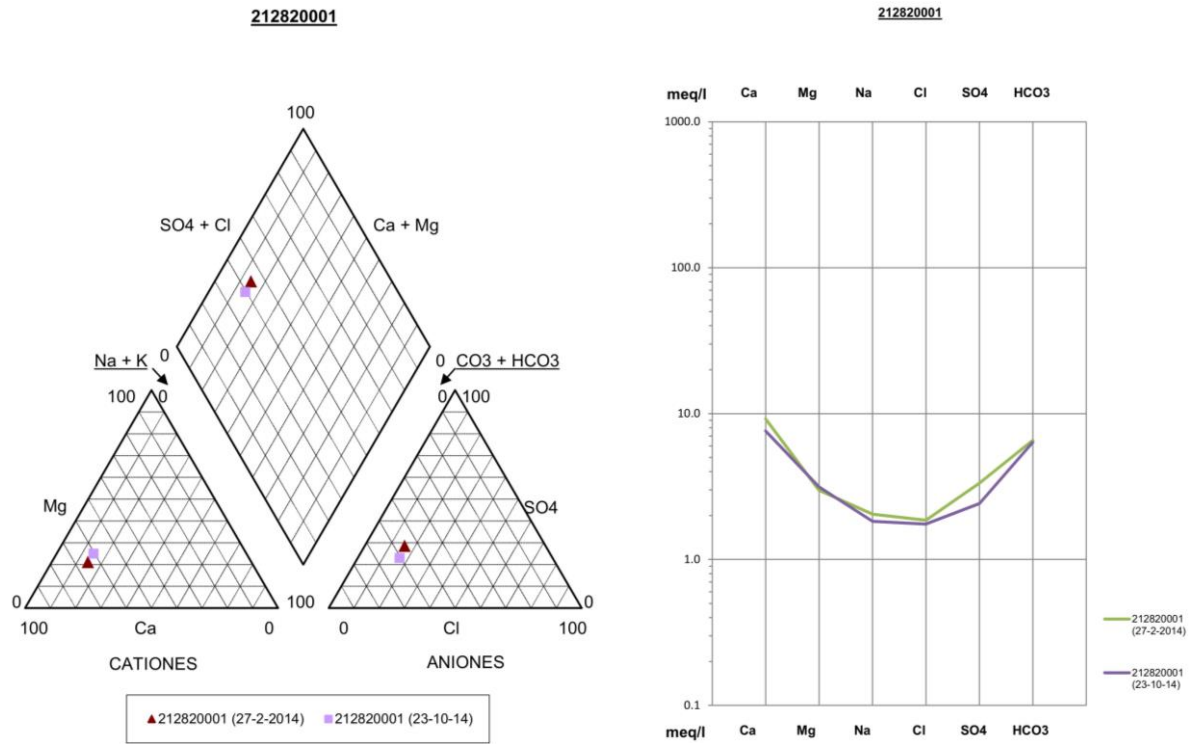 212820001
100
SO4 + Cl
Ca + Mg
0
0
Na + K
CO3 + HCO3
100
0
0
100
Mg
SO4
0
100
0
100
Ca
0
0
Cl
100
CATIONES
ANIONES
212820001 (27-2-2014)
212820001 (23-10-14)
212820001
meq/l Ca Mg Na Cl SO4 HCO3
1000.0
100.0
10.0
1.0
0.1
212820001
(27-2-2014)
212820001
(23-10-14)
meq/l Ca Mg Na Cl SO4 HCO3